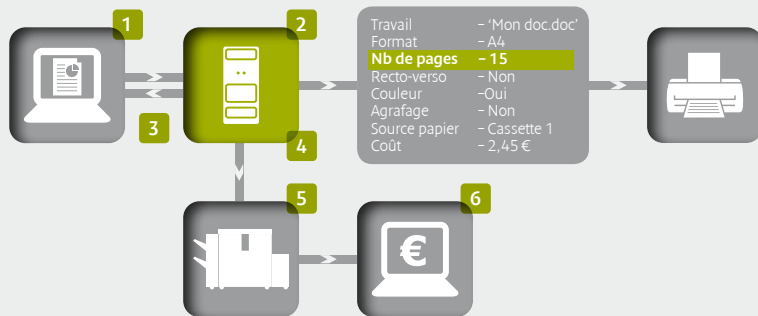 1
2
Travail – ‘Mon doc.doc’
Format – A4
Nb de pages – 15
Recto-verso – Non
Couleur –Oui
Agrafage – Non
Source papier – Cassette 1
Coût – 2,45 €
3
4
5
6
€